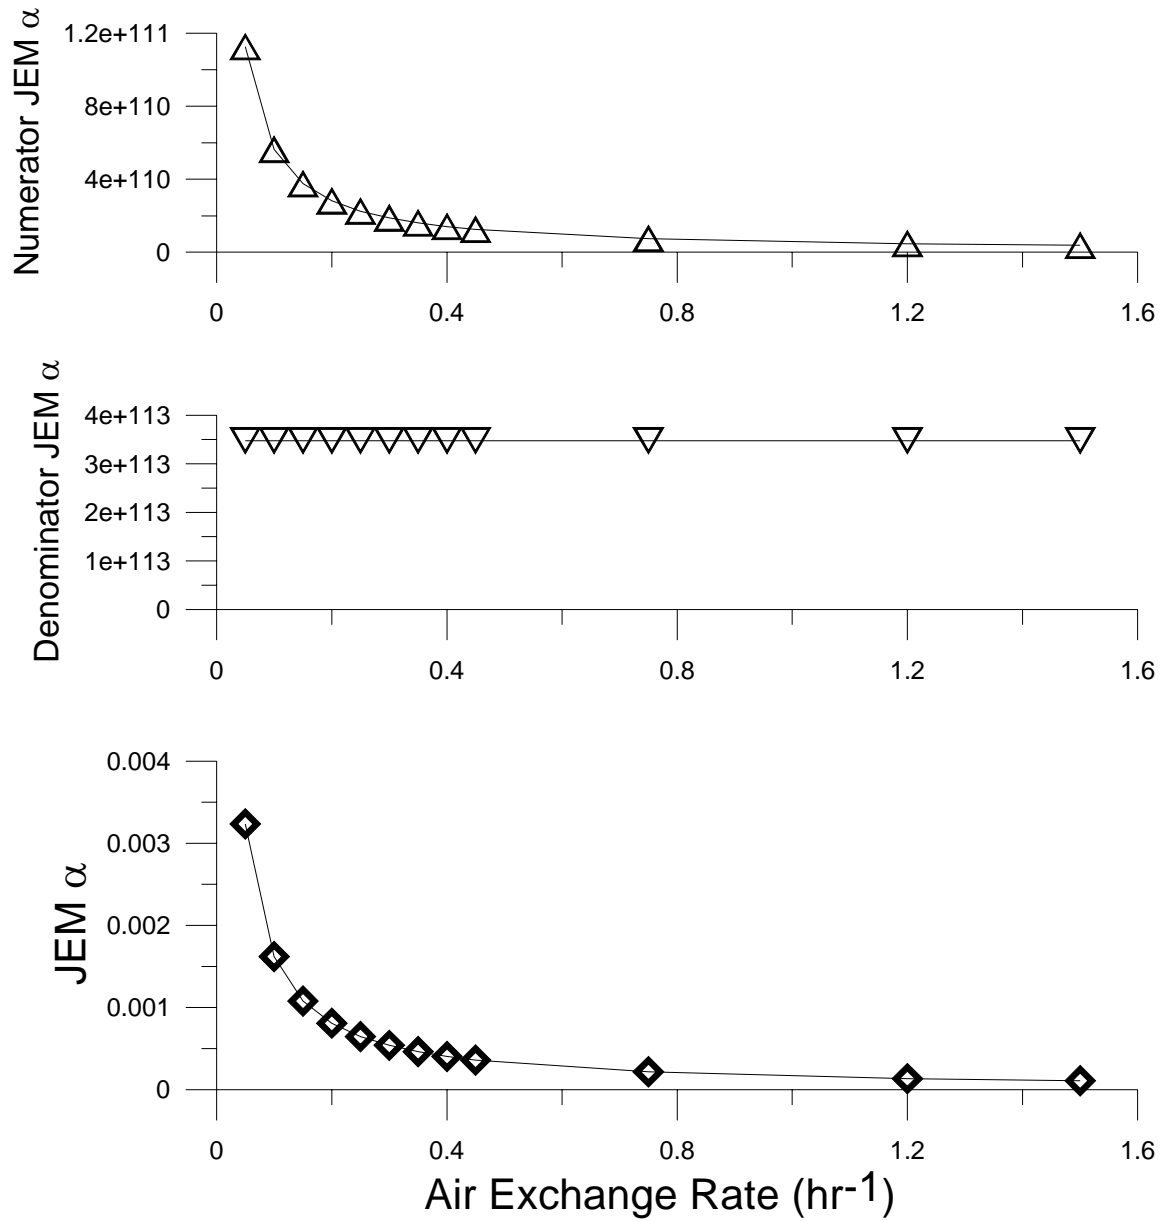 Numerator JEM α
1.2e+111
8e+110
4e+110
0
0 0.4 0.8 1.2 1.6
Denominator JEM α
4e+113
3e+113
2e+113
1e+113
0
0 0.4 0.8 1.2 1.6
JEM α
0.004
0.003
0.002
0.001
0
0 0.4 0.8 1.2 1.6
Air Exchange Rate (hr-1)